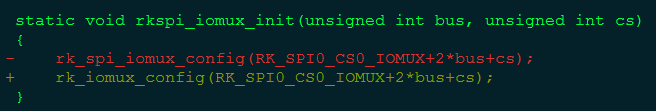 static void rkspi_iomux_init(unsigned int bus, unsigned int cs)
{
-    rk_spi_iomux_config(RK_SPI0_CS0_IOMUX+2*bus+cs);
+    rk_iomux_config(RK_SPI0_CS0_IOMUX+2*bus+cs);
}